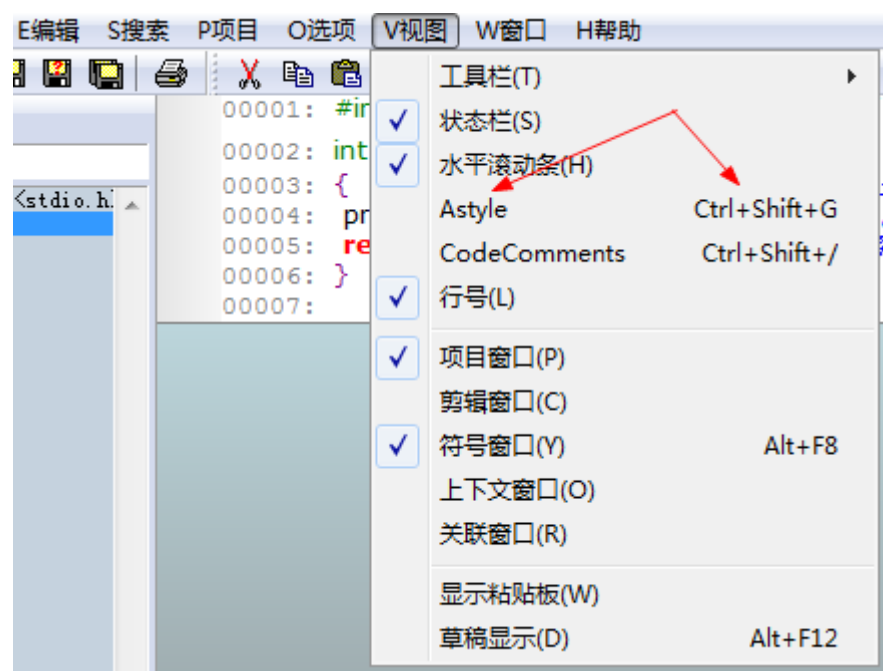 E编辑 S搜索 P项目 O选项 V视图 W窗口 H帮助
工具栏(T)
00001: #in
状态栏(S)
00002: int
水平滚动条(H)
00003: {
<stdio.h
Astyle Ctrl+Shift+G
00004: pr
00005: re
CodeComments Ctrl+Shift+/
00006: }
行号(L)
00007:
项目窗口(P)
剪辑窗口(C)
符号窗口(Y) Alt+F8
上下文窗口(O)
关联窗口(R)
显示粘贴板(W)
草稿显示(D) Alt+F12